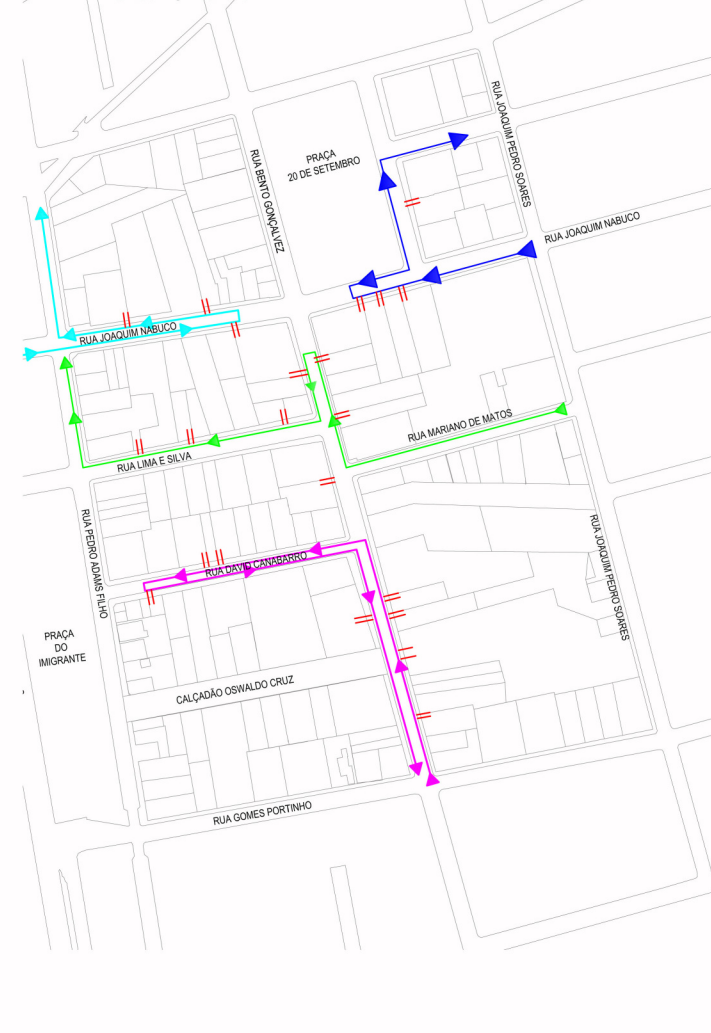 RUA JOAQUIM PEDRO SOARES
PRAÇA
20 DE SETEMBRO
RUA BENTO GONÇALVEZ
RUA JOAQUIM NABUCO
RUA JOAQUIM NABUCO
RUA MARIANO DE MATOS
RUA LIMA E SILVA
RUA PEDRO ADAMS FILHO
RUA DAVID CANABARRO
RUA JOAQUIM PEDRO SOARES
PRAÇA
DO
IMIGRANTE
CALÇADÃO OSWALDO CRUZ
RUA GOMES PORTINHO